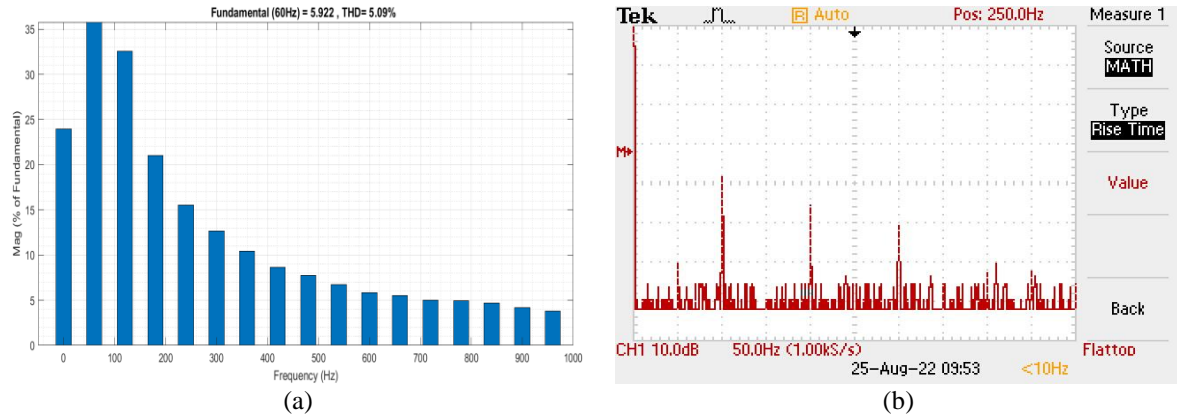 Fundamental (60Hz) = 5.922 , THD= 5.09%
35
30
25
20
15
10
5
0
Mag (% of Fundamental)
0 100 200 300 400 500 600 700 800 900 1000
Frequency (Hz)
(a)
Tek R Auto Pos: 250.0Hz Measure 1
Source
MATH
Type
Rise Time
M
Value
Back
CH1 10.0dB 50.0Hz (1.00kS/s) Flattop
25-Aug-22 09:53 <10Hz
(b)